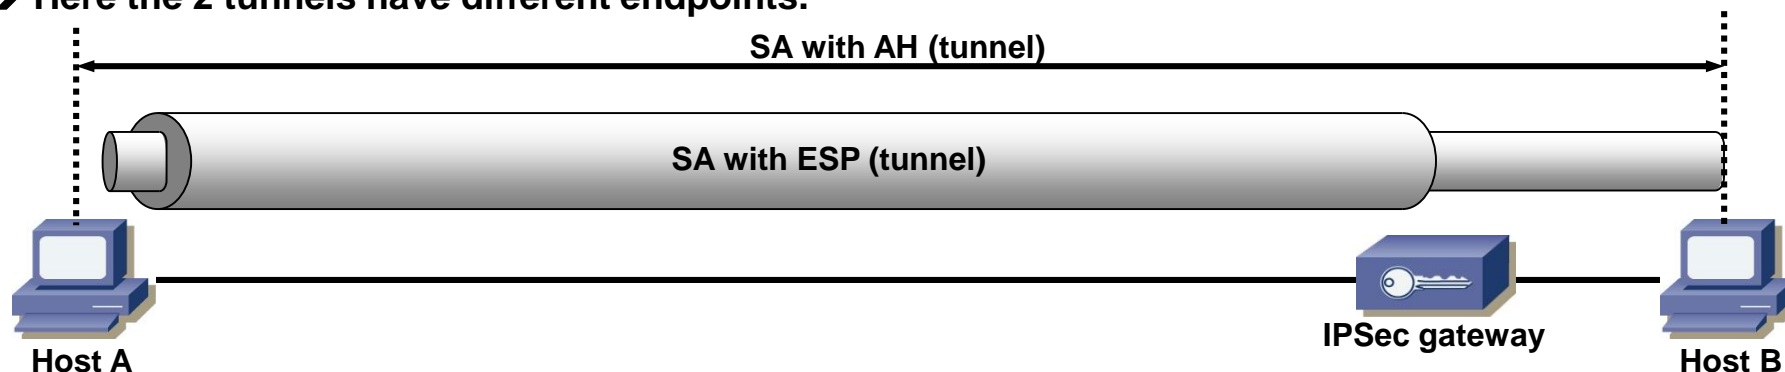 Here the 2 tunnels have different endpoints.
SA with AH (tunnel)
SA with ESP (tunnel)
IPSec gateway
Host A
Host B